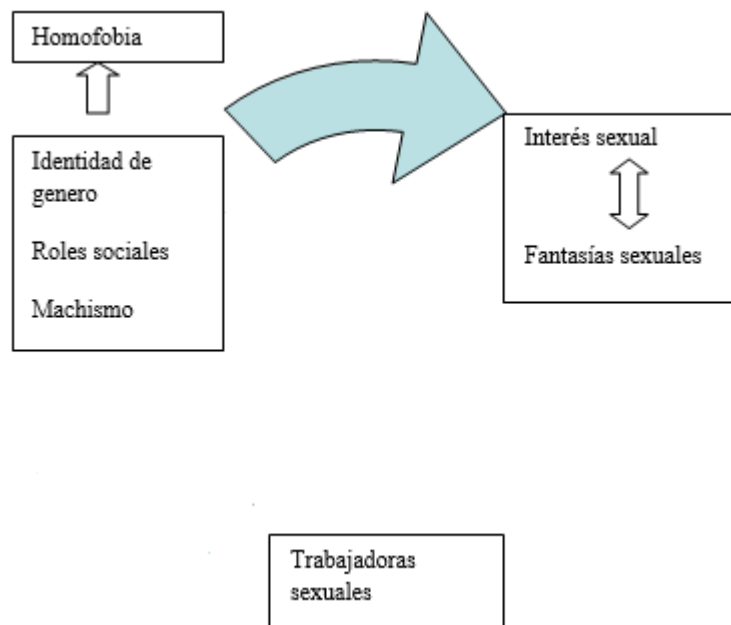 Homofobia
Identidad de
genero
Roles sociales
Machismo
Interés sexual
Fantasías sexuales
Trabajadoras
sexuales